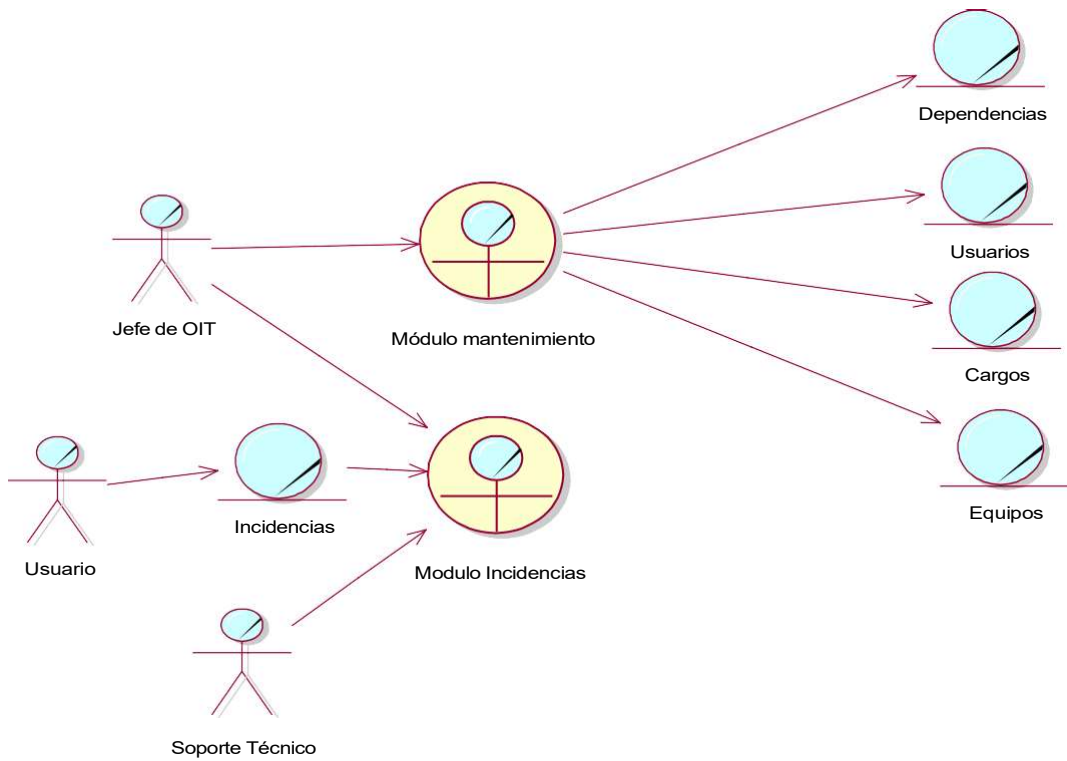 Dependencias
Usuarios
Jefe de OIT
Módulo mantenimiento
Cargos
Equipos
Incidencias
Usuario
Modulo Incidencias
Soporte Técnico